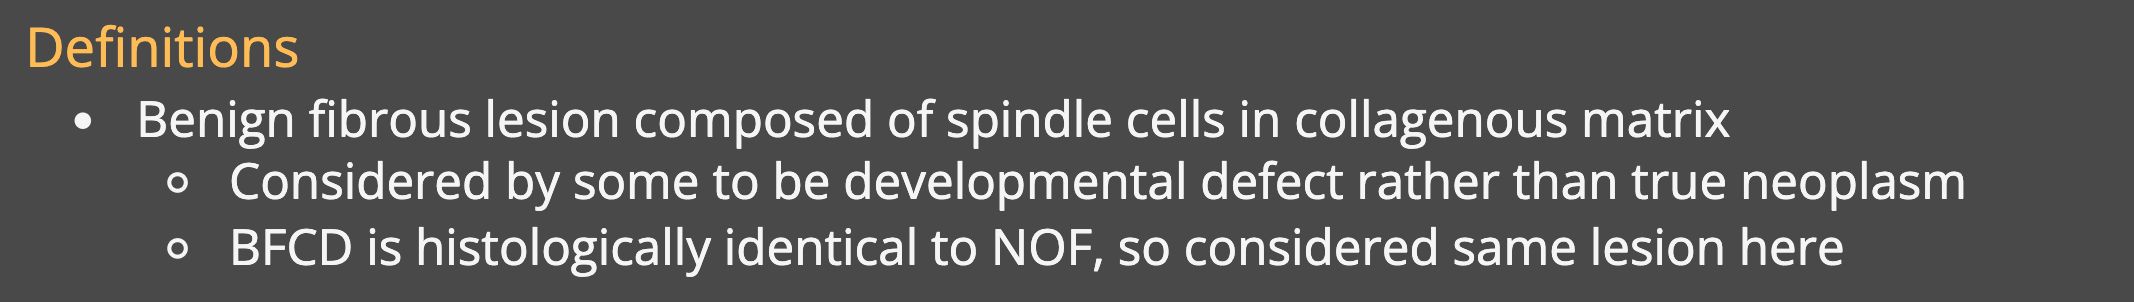 Definitions
• Benign fibrous lesion composed of spindle cells in collagenous matrix
◦ Considered by some to be developmental defect rather than true neoplasm
◦ BFCD is histologically identical to NOF, so considered same lesion here